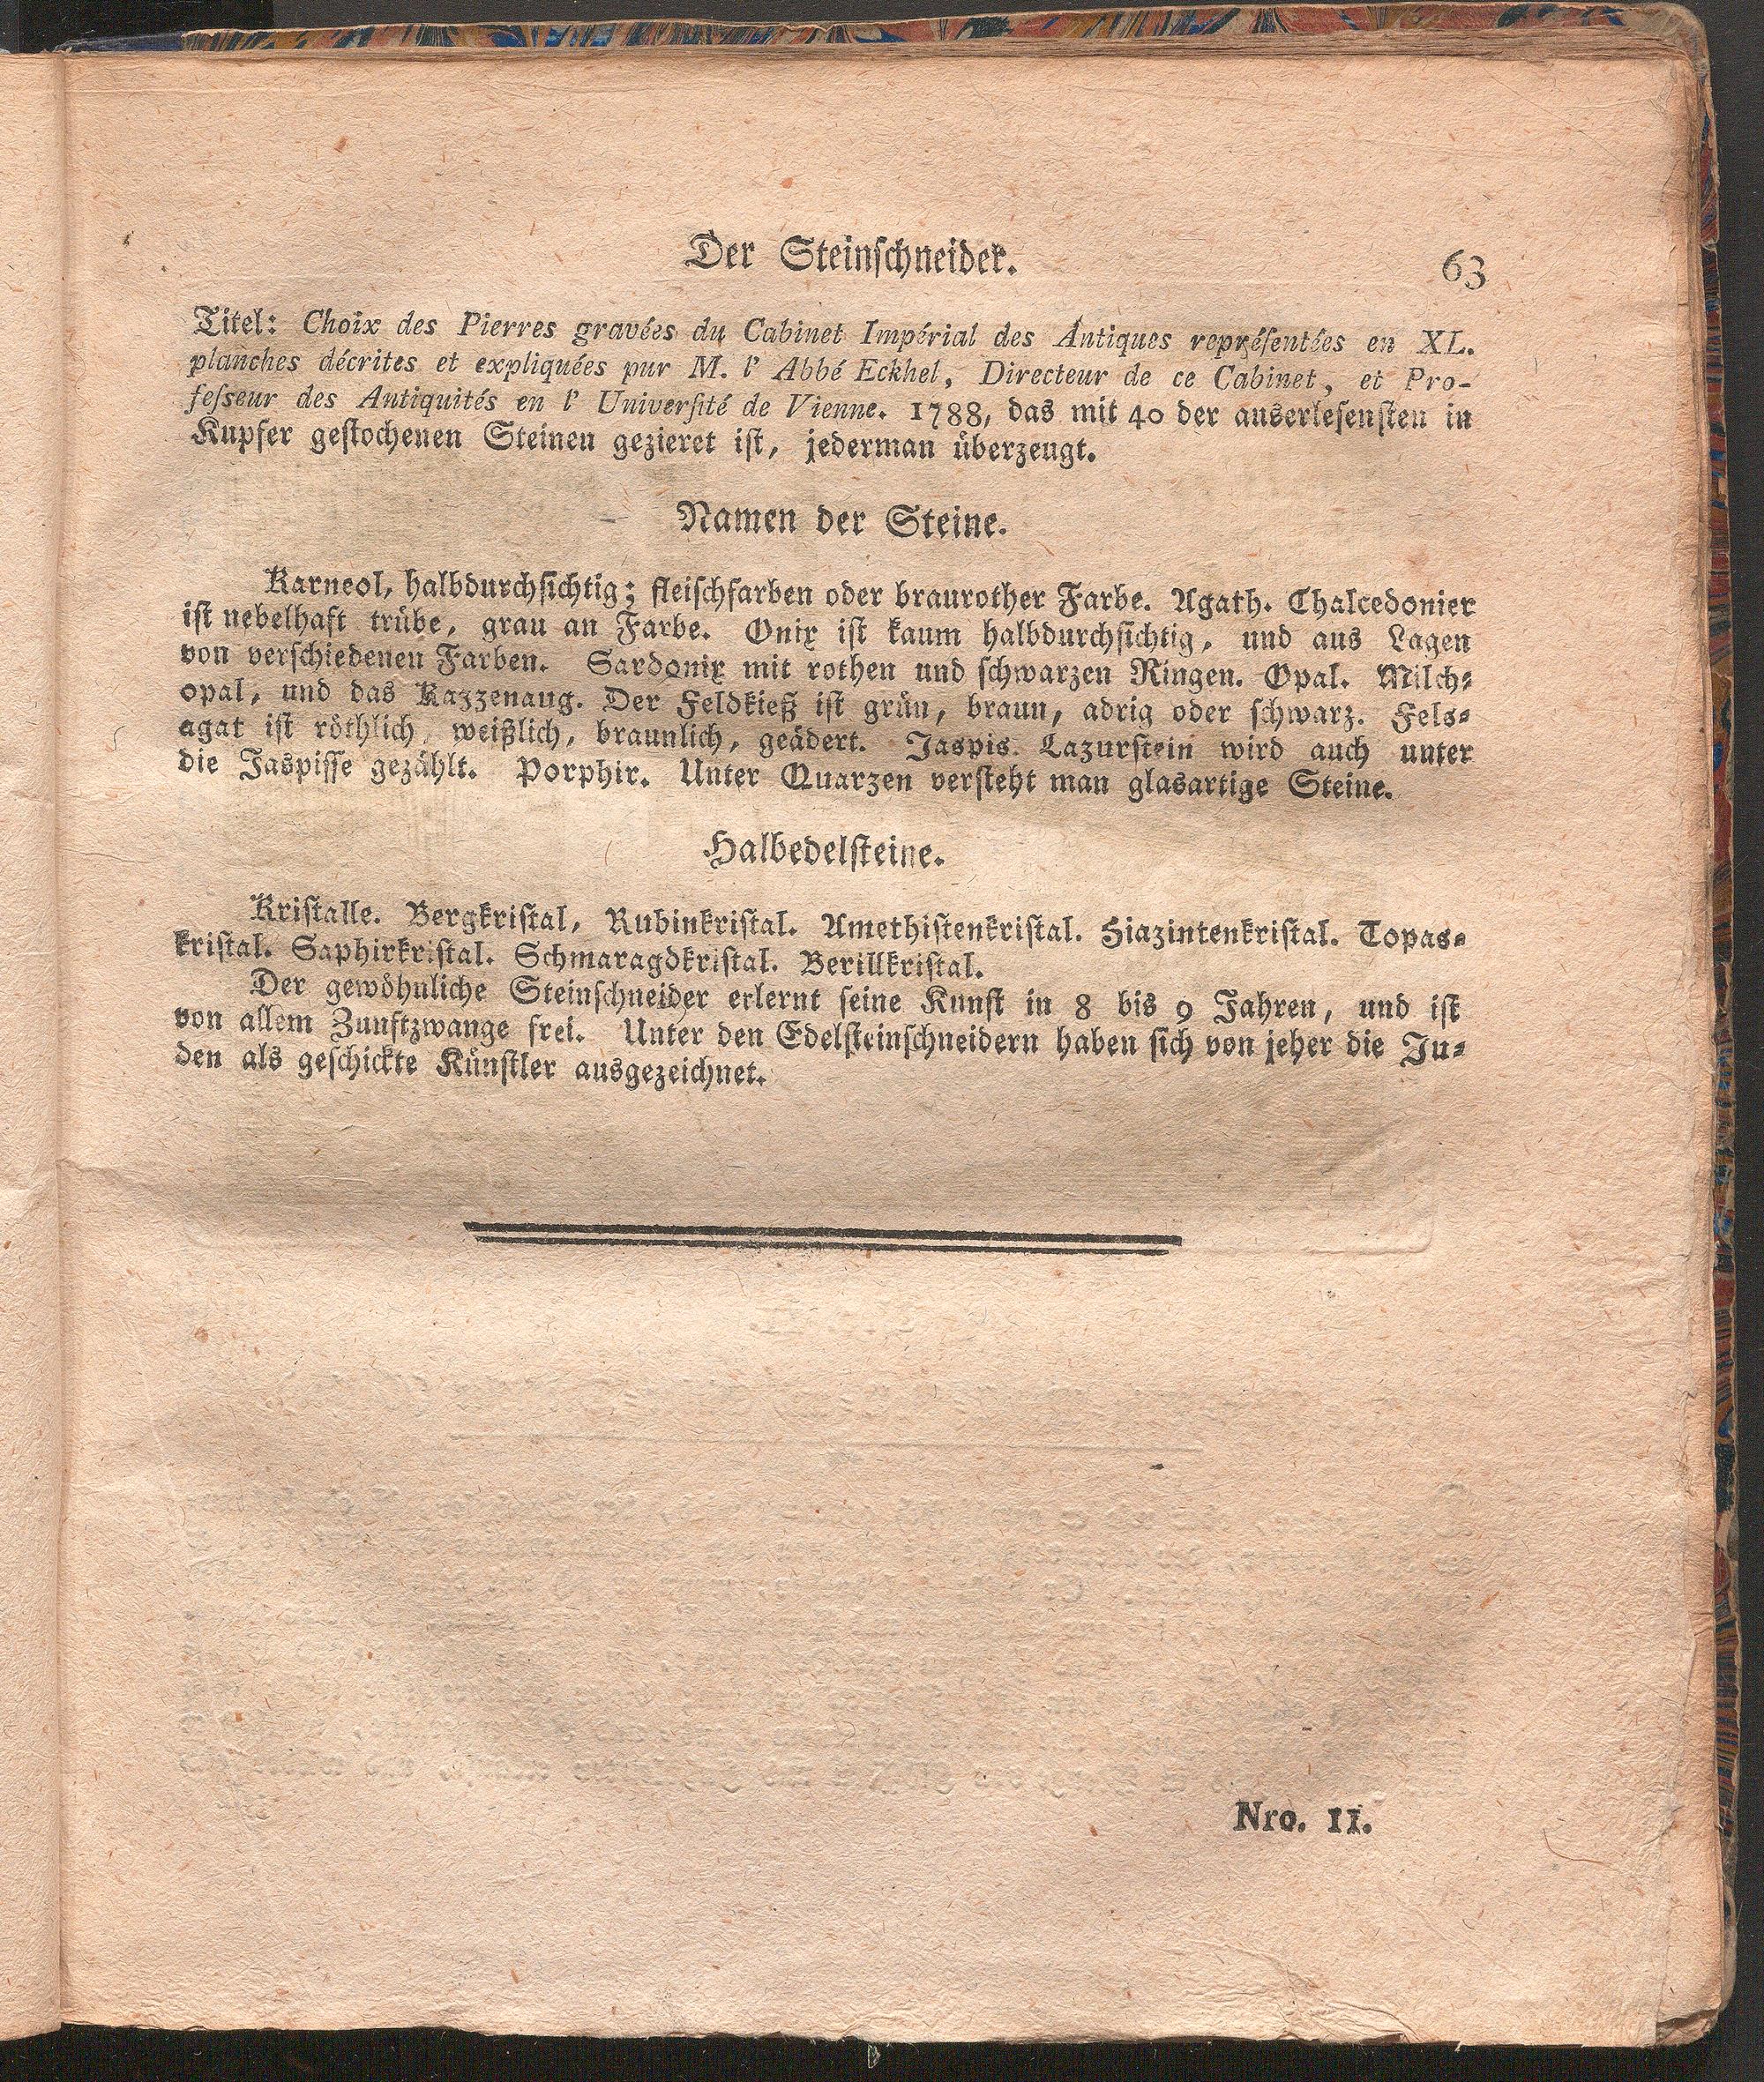 Der Steinschneider.
63
Titel: Choix des Pierres gravées du Cabinet Impérial des Antiques repréſentées en XL.
planches décrites et expliquées pur M. l' Abbé Eckhel, Directeur de ce Cabinet, et Pro-
feſseur des Antiquités en l' Univerſité de Vienne. 1788, das mit 40 der auserleſenſten in
Kupfer geſtochenen Steinen gezieret iſt, jederman überzeugt.
Namen der Steine.
Karneol, halbdurchſichtig; fleiſchfarben oder braurother Farbe. Agath. Chalcedonier
iſt nebelhaft trübe, grau an Farbe. Onix iſt kaum halbdurchſichtig, und aus Lagen
von verſchiedenen Farben. Sardonix mit rothen und ſchwarzen Ringen. Opal. Milch⸗
opal, und das Kazzenaug. Der Feldkieß iſt grün, braun, adrig oder ſchwarz. Fels⸗
agat iſt röthlich, weißlich, braunlich, geädert. Jaspis. Lazurſtein wird auch unter
die Jaspiſſe gezählt. Porphir. Unter Quarzen verſteht man glasartige Steine.
Halbedelſteine.
Kriſtalle. Bergkriſtal, Rubinkriſtal. Amethiſtenkriſtal. Hiazintenkriſtal. Topas⸗
kriſtal. Saphirkriſtal. Schmaragdkriſtal. Berillkriſtal.
Der gewöhnliche Steinſchneider erlernt ſeine Kunſt in 8 bis 9 Jahren, und iſt
von allem Zunftzwange frei. Unter den Edelſteinſchneidern haben ſich von jeher die Ju⸗
den als geſchickte Künſtler ausgezeichnet.
Nro. 11.